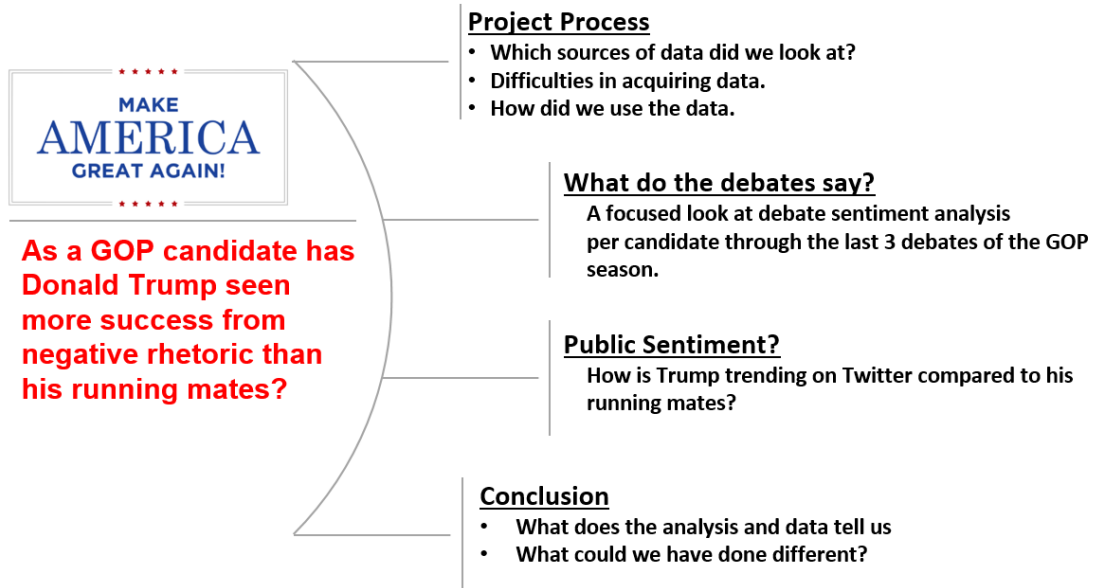 MAKE
AMERICA
GREAT AGAIN!
As a GOP candidate has
Donald Trump seen
more success from
negative rhetoric than
his running mates?
Project Process
• Which sources of data did we look at?
• Difficulties in acquiring data.
• How did we use the data.
What do the debates say?
A focused look at debate sentiment analysis
per candidate through the last 3 debates of the GOP
season.
Public Sentiment?
How is Trump trending on Twitter compared to his
running mates?
Conclusion
• What does the analysis and data tell us
• What could we have done different?